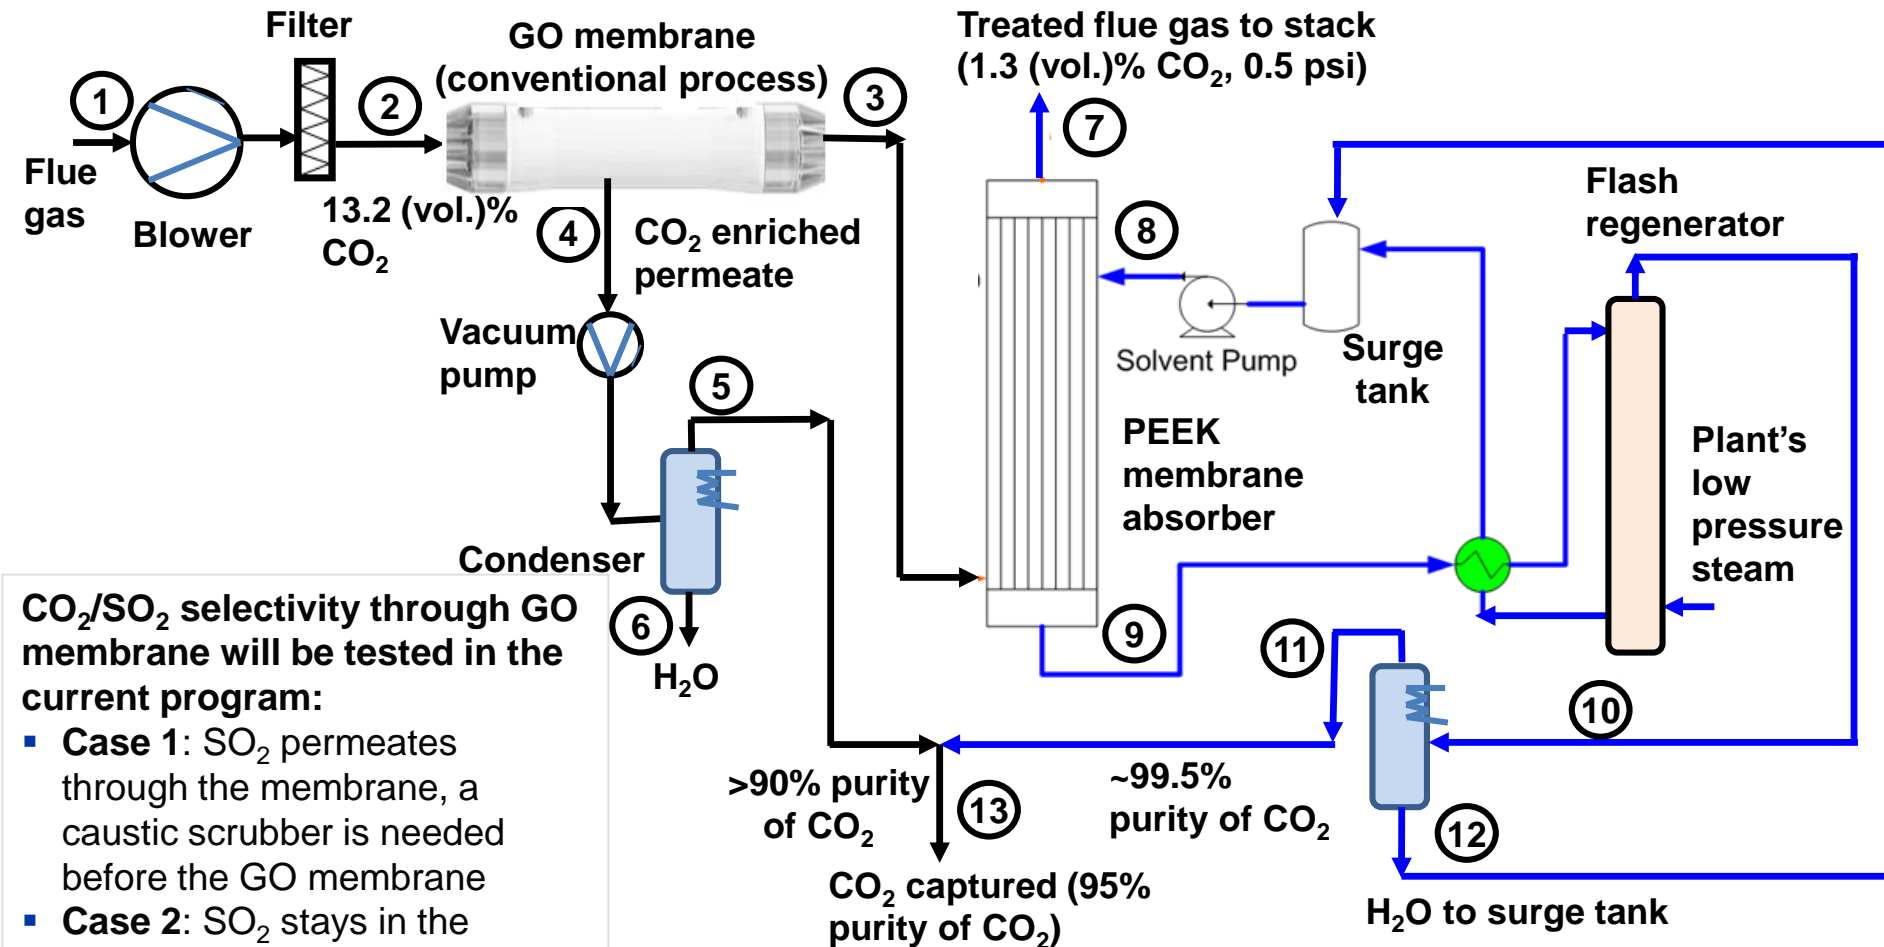 Filter
GO membrane
(conventional process)
Treated flue gas to stack
(1.3 (vol.)% CO₂, 0.5 psi)
1
2
3
7
Flue
gas
Blower
13.2 (vol.)%
CO₂
4
CO₂ enriched
permeate
8
Flash
regenerator
Vacuum
pump
Solvent Pump
Surge
tank
5
PEEK
membrane
absorber
Plant’s
low
pressure
steam
Condenser
6
H₂O
9
11
10
CO₂/SO₂ selectivity through GO
membrane will be tested in the
current program:
▪ Case 1: SO₂ permeates
through the membrane, a
caustic scrubber is needed
before the GO membrane
▪ Case 2: SO₂ stays in the
>90% purity
of CO₂
13
~99.5%
purity of CO₂
12
CO₂ captured (95%
purity of CO₂)
H₂O to surge tank